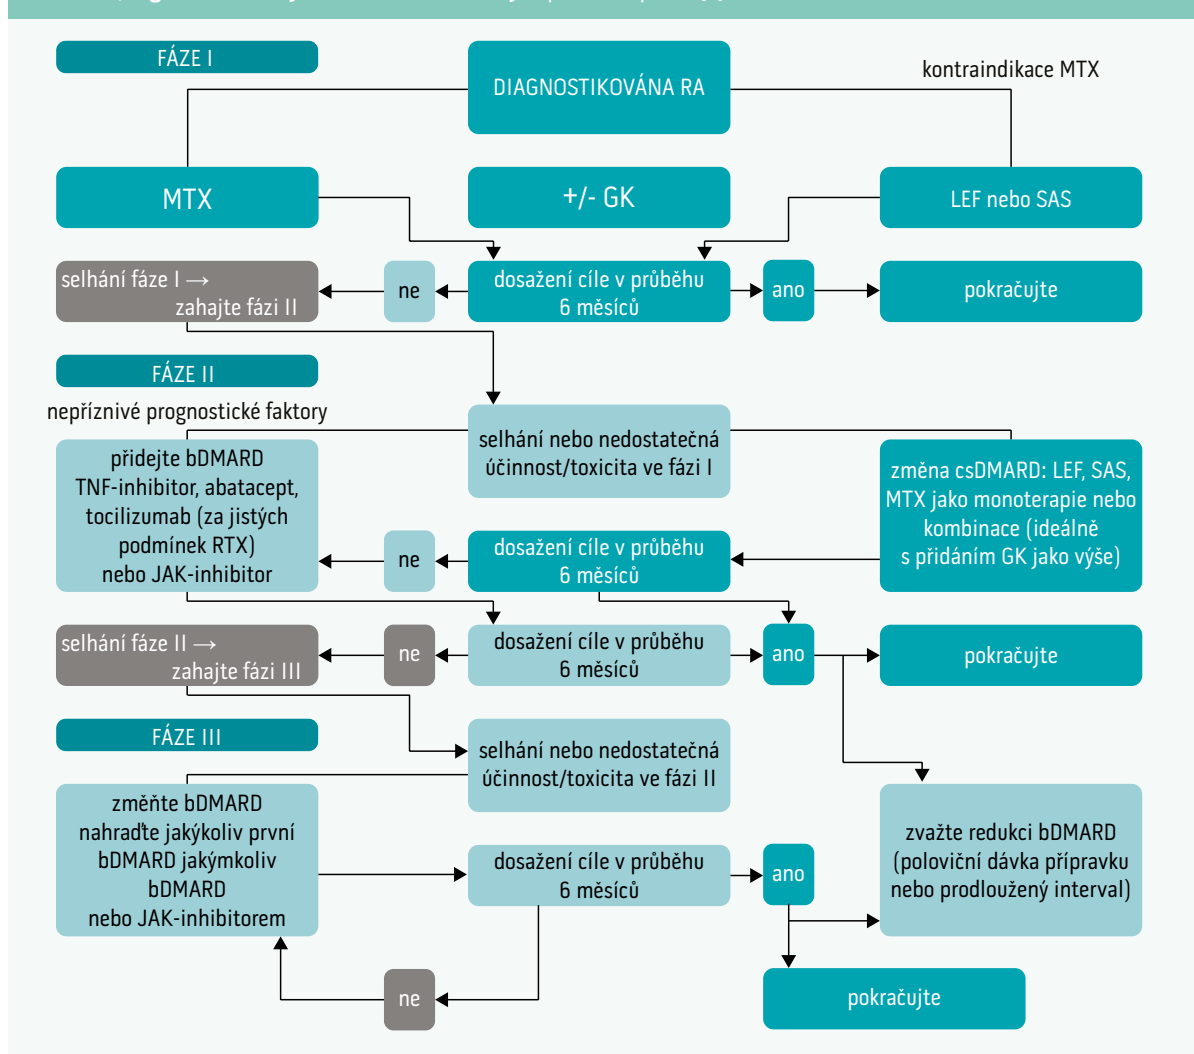 FÁZE I
DIAGNOSTIKOVÁNA RA
kontraindikace MTX
MTX
+/- GK
LEF nebo SAS
selhání fáze I →
zahajte fázi II
ne
dosažení cíle v průběhu
6 měsíců
ano
pokračujte
FÁZE II
nepříznivé prognostické faktory
selhání nebo nedostatečná
účinnost/toxicita ve fázi I
přidejte bDMARD
TNF-inhibitor, abatacept,
tocilizumab (za jistých
podmínek RTX)
nebo JAK-inhibitor
změna csDMARD: LEF, SAS,
MTX jako monoterapie nebo
kombinace (ideálně
s přidáním GK jako výše)
ne
dosažení cíle v průběhu
6 měsíců
selhání fáze II →
zahajte fázi III
ne
dosažení cíle v průběhu
6 měsíců
ano
pokračujte
FÁZE III
selhání nebo nedostatečná
účinnost/toxicita ve fázi II
změňte bDMARD
nahraďte jakýkoliv první
bDMARD jakýmkoliv
bDMARD
nebo JAK-inhibitorem
dosažení cíle v průběhu
6 měsíců
ano
zvažte redukci bDMARD
(poloviční dávka přípravku
nebo prodloužený interval)
ne
pokračujte